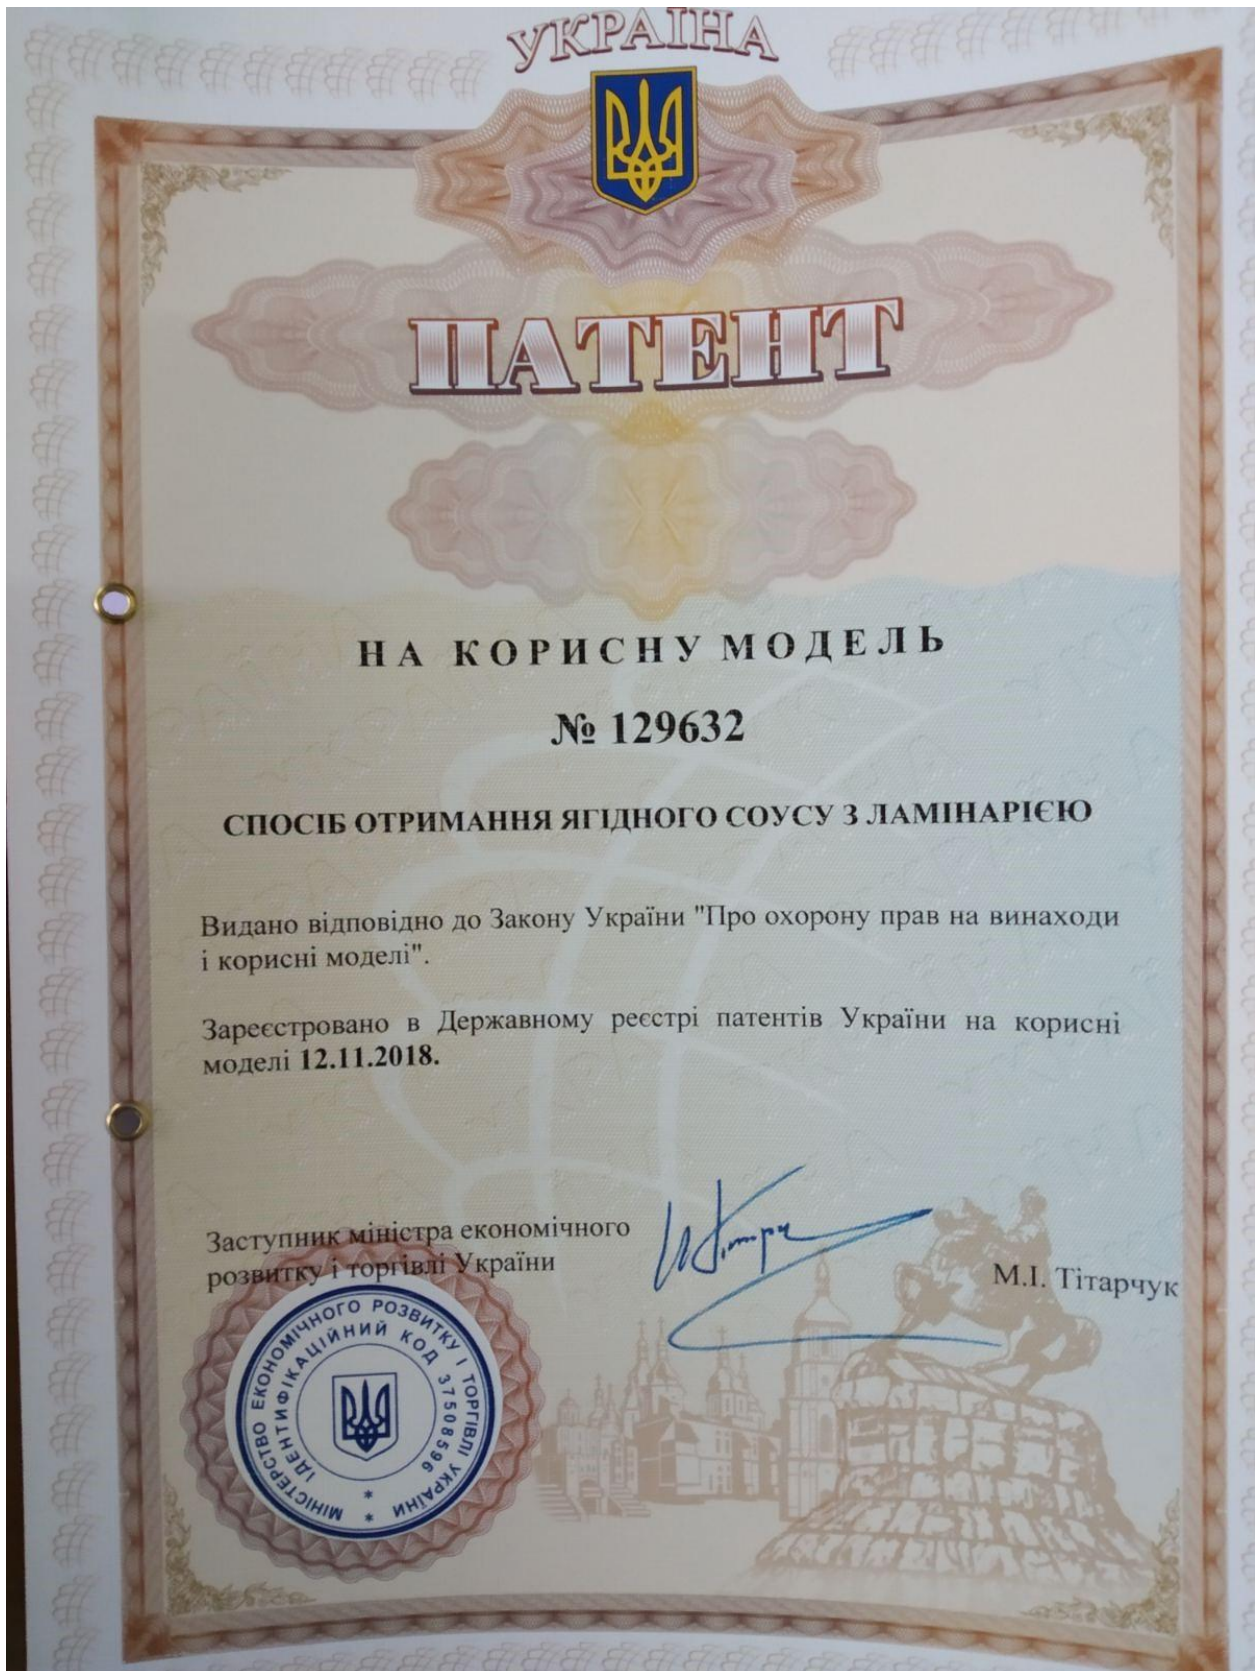 УКРАЇНА
ПАТЕНТ
НА КОРИСНУ МОДЕЛЬ
№ 129632
СПОСІБ ОТРИМАННЯ ЯГІДНОГО СОУСУ З ЛАМІНАРІЄЮ
Видано відповідно до Закону України "Про охорону прав на винаходи
і корисні моделі".
Зареєстровано в Державному реєстрі патентів України на корисні
моделі 12.11.2018.
Заступник міністра економічного
розвитку і торгівлі України
М.І. Тітарчук
МІНІСТЕРСТВО ЕКОНОМІЧНОГО РОЗВИТКУ І ТОРГІВЛІ УКРАЇНИ *
ІДЕНТИФІКАЦІЙНИЙ КОД 37508596 *